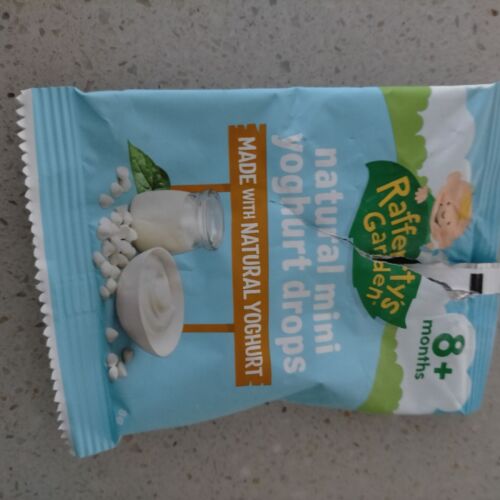 Rafferty's
Garden
8+
months
natural mini
yoghurt drops
MADE WITH NATURAL YOGHURT